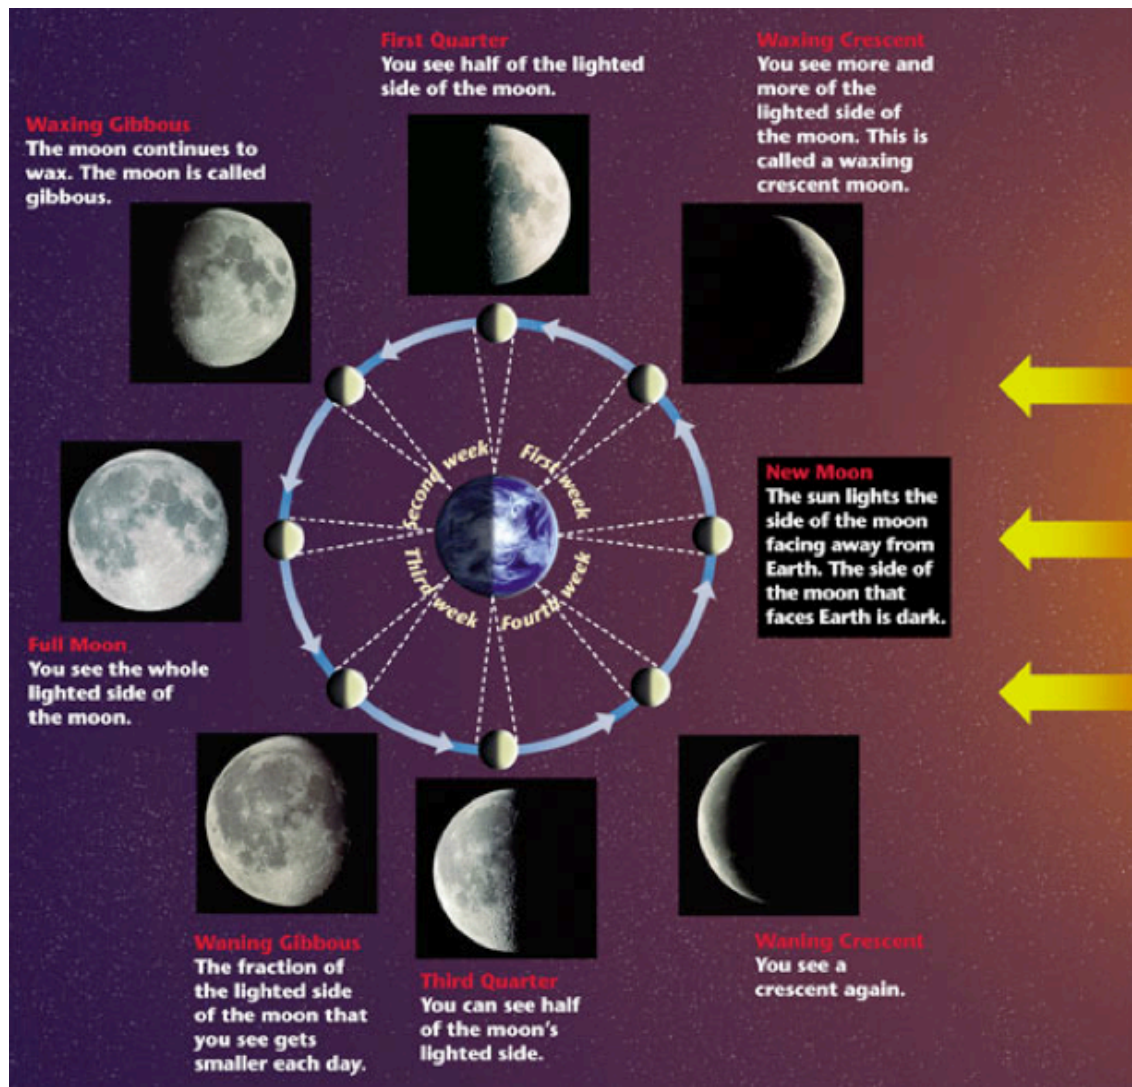 First Quarter
You see half of the lighted
side of the moon.
Waxing Crescent
You see more and
more of the
lighted side of
the moon. This is
called a waxing
crescent moon.
Waxing Gibbous
The moon continues to
wax. The moon is called
gibbous.
Second week
First week
New Moon
The sun lights the
side of the moon
facing away from
Earth. The side of
the moon that
faces Earth is dark.
Third week
Fourth week
Full Moon
You see the whole
lighted side of
the moon.
Waning Gibbous
The fraction of
the lighted side
of the moon that
you see gets
smaller each day.
Third Quarter
You can see half
of the moon's
lighted side.
Waning Crescent
You see a
crescent again.